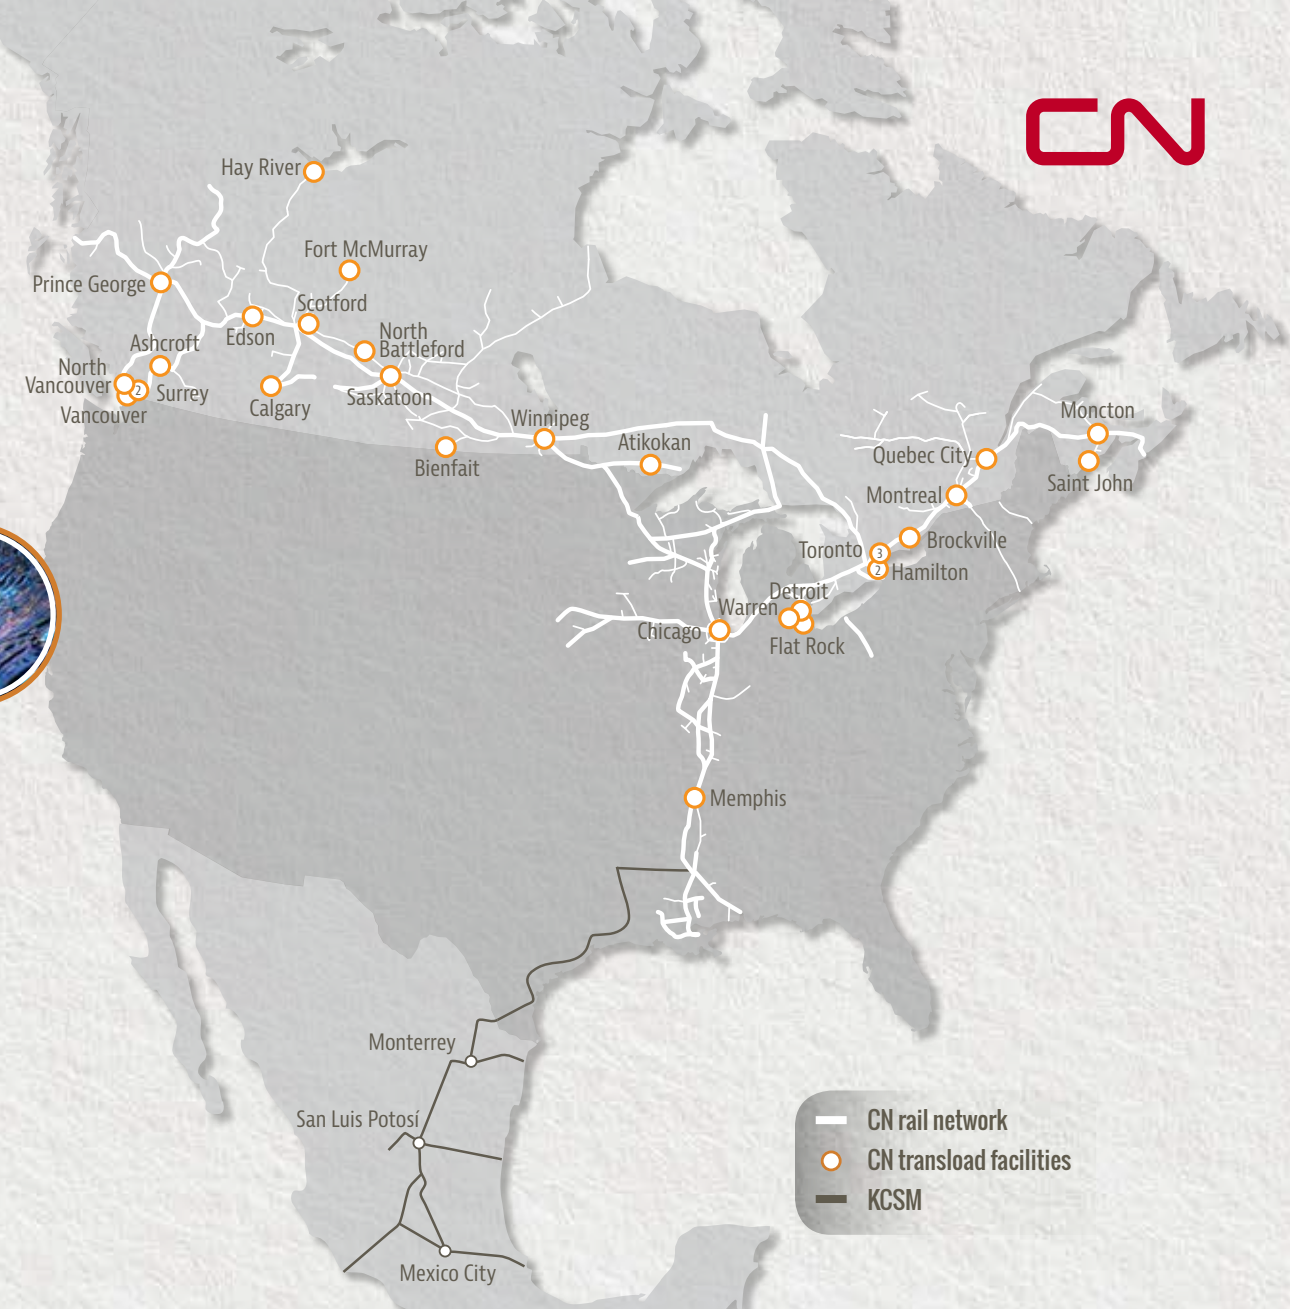 CN
Hay River
Fort McMurray
Prince George
Scotford
Edson
North
Battleford
Ashcroft
North
Vancouver
2
Surrey
Vancouver
Calgary
Saskatoon
Winnipeg
Atikokan
Bienfait
Moncton
Quebec City
Saint John
Montreal
Brockville
Toronto
3
2
Hamilton
Detroit
Warren
Chicago
Flat Rock
Memphis
Monterrey
San Luis Potosí
Mexico City
CN rail network
CN transload facilities
KCSM